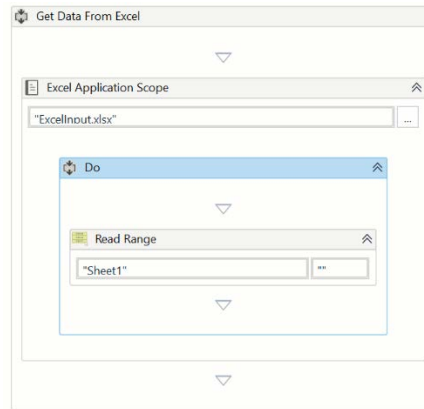 Get Data From Excel
Excel Application Scope
"ExcelInput.xlsx"
...
Do
Read Range
"Sheet1"
""